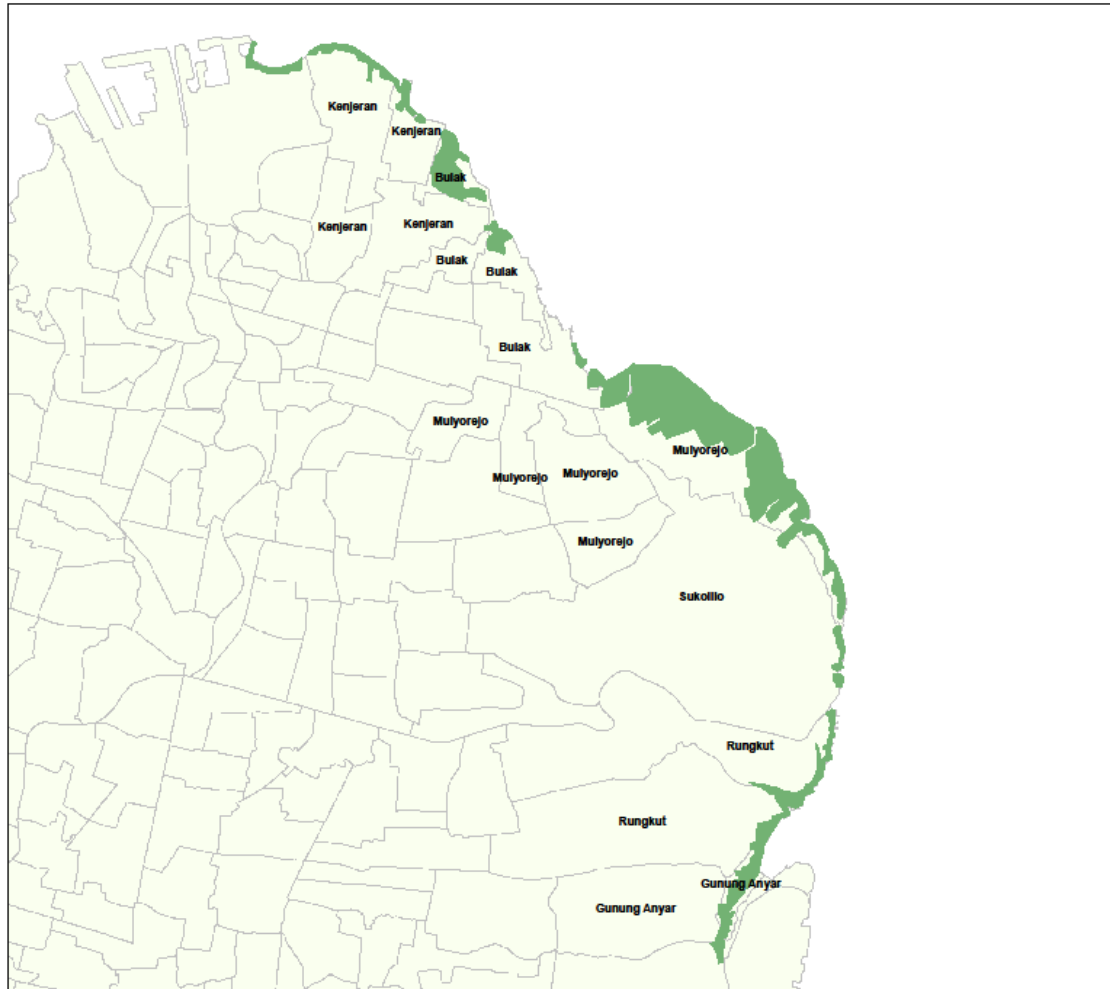 Kenjeran
Kenjeran
Bulak
Kenjeran
Kenjeran
Bulak
Bulak
Bulak
Mulyorejo
Mulyorejo
Mulyorejo
Mulyorejo
Mulyorejo
Sukolilo
Rungkut
Rungkut
Gunung Anyar
Gunung Anyar